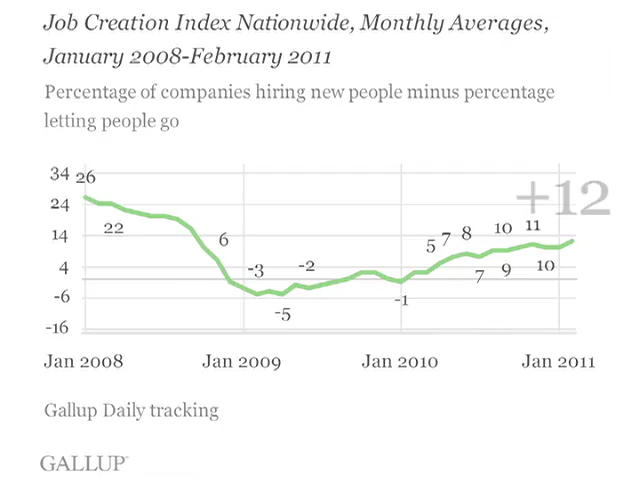 Job Creation Index Nationwide, Monthly Averages,
January 2008-February 2011
Percentage of companies hiring new people minus percentage
letting people go
34
26
+12
24
22
14
6
5
7
8
10
11
4
-3
-2
7
9
10
-6
-5
-1
-16
Jan 2008
Jan 2009
Jan 2010
Jan 2011
Gallup Daily tracking
GALLUP